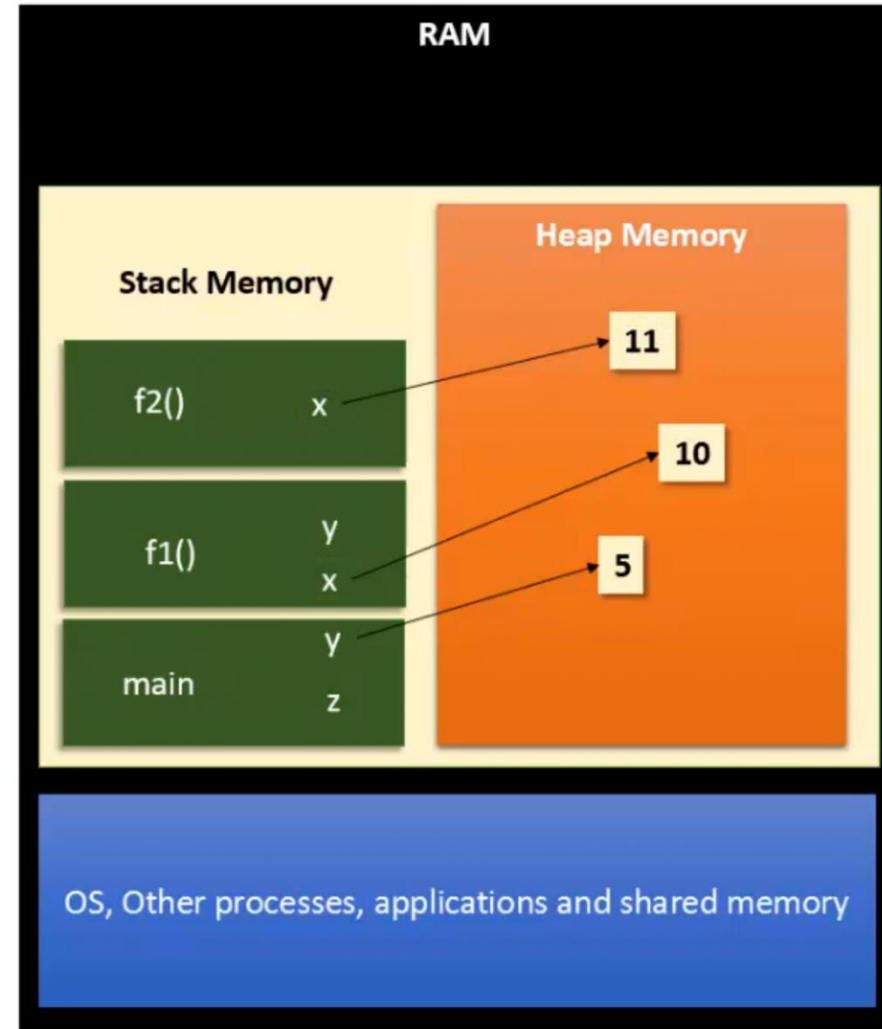 RAM
Stack Memory
Heap Memory
f2()
x
11
10
f1()
y
x
5
main
y
z
OS, Other processes, applications and shared memory